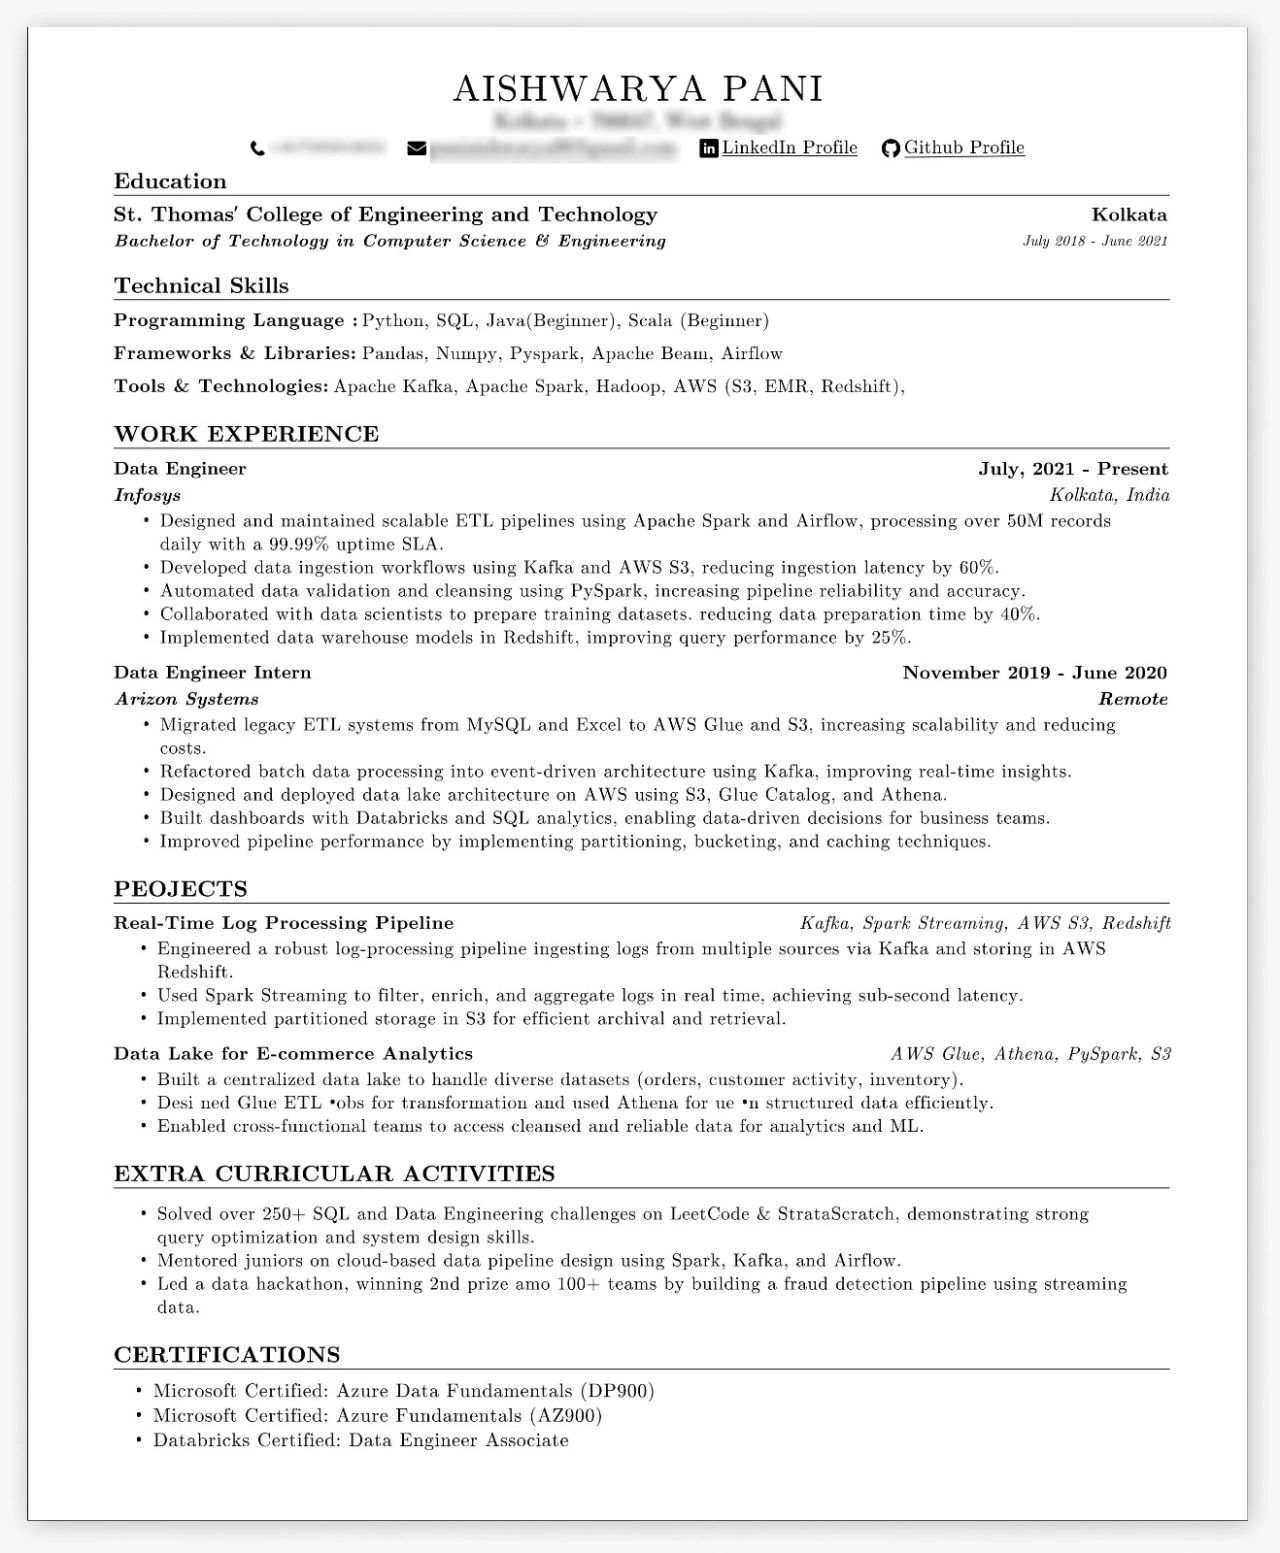 AISHWARYA PANI
LinkedIn Profile Github Profile
Education
St. Thomas' College of Engineering and Technology Kolkata
Bachelor of Technology in Computer Science & Engineering July 2018 - June 2021
Technical Skills
Programming Language : Python, SQL, Java(Beginner), Scala (Beginner)
Frameworks & Libraries: Pandas, Numpy, Pyspark, Apache Beam, Airflow
Tools & Technologies: Apache Kafka, Apache Spark, Hadoop, AWS (S3, EMR, Redshift),
WORK EXPERIENCE
Data Engineer July, 2021 - Present
Infosys Kolkata, India
• Designed and maintained scalable ETL pipelines using Apache Spark and Airflow, processing over 50M records
daily with a 99.99% uptime SLA.
• Developed data ingestion workflows using Kafka and AWS S3, reducing ingestion latency by 60%.
• Automated data validation and cleansing using PySpark, increasing pipeline reliability and accuracy.
• Collaborated with data scientists to prepare training datasets. reducing data preparation time by 40%.
• Implemented data warehouse models in Redshift, improving query performance by 25%.
Data Engineer Intern November 2019 - June 2020
Arizon Systems Remote
• Migrated legacy ETL systems from MySQL and Excel to AWS Glue and S3, increasing scalability and reducing
costs.
• Refactored batch data processing into event-driven architecture using Kafka, improving real-time insights.
• Designed and deployed data lake architecture on AWS using S3, Glue Catalog, and Athena.
• Built dashboards with Databricks and SQL analytics, enabling data-driven decisions for business teams.
• Improved pipeline performance by implementing partitioning, bucketing, and caching techniques.
PEOJECTS
Real-Time Log Processing Pipeline Kafka, Spark Streaming, AWS S3, Redshift
• Engineered a robust log-processing pipeline ingesting logs from multiple sources via Kafka and storing in AWS
Redshift.
• Used Spark Streaming to filter, enrich, and aggregate logs in real time, achieving sub-second latency.
• Implemented partitioned storage in S3 for efficient archival and retrieval.
Data Lake for E-commerce Analytics AWS Glue, Athena, PySpark, S3
• Built a centralized data lake to handle diverse datasets (orders, customer activity, inventory).
• Desi ned Glue ETL •obs for transformation and used Athena for ue •n structured data efficiently.
• Enabled cross-functional teams to access cleansed and reliable data for analytics and ML.
EXTRA CURRICULAR ACTIVITIES
• Solved over 250+ SQL and Data Engineering challenges on LeetCode & StrataScratch, demonstrating strong
query optimization and system design skills.
• Mentored juniors on cloud-based data pipeline design using Spark, Kafka, and Airflow.
• Led a data hackathon, winning 2nd prize amo 100+ teams by building a fraud detection pipeline using streaming
data.
CERTIFICATIONS
• Microsoft Certified: Azure Data Fundamentals (DP900)
• Microsoft Certified: Azure Fundamentals (AZ900)
• Databricks Certified: Data Engineer Associate